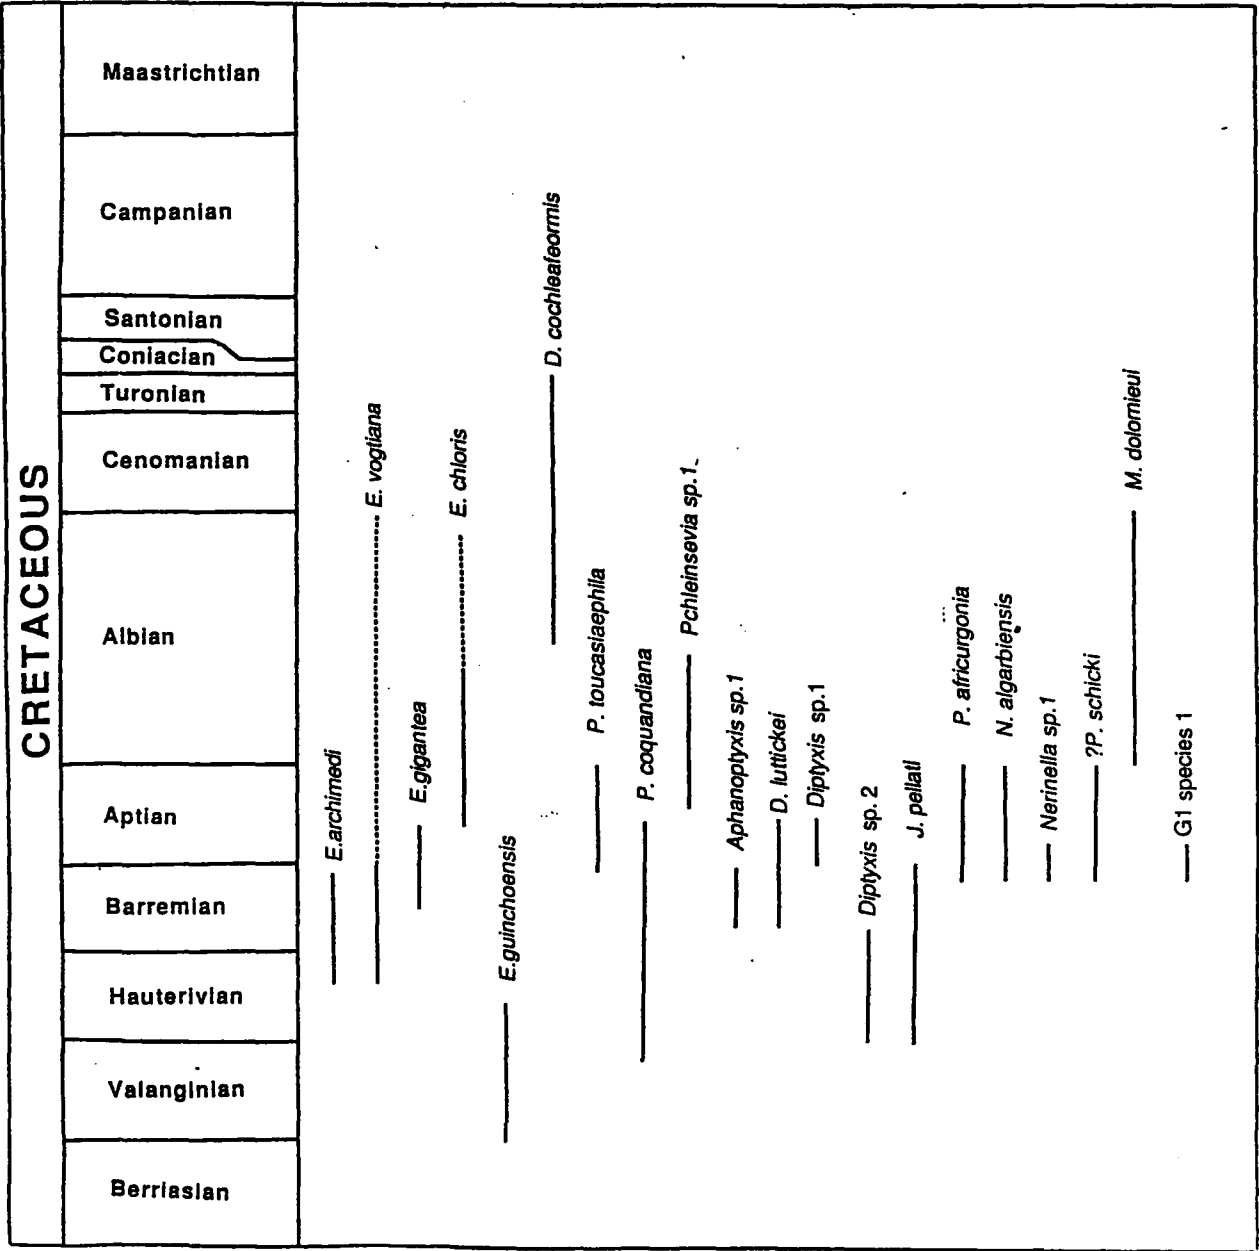 CRETACEOUS
Maastrichtian
Campanian
Santonian
Coniacian
Turonian
Cenomanian
Albian
Aptian
Barremian
Hauterivian
Valanginian
Berriasian
E.archimedi
E. vogtiana
E.gigantea
E. chloris
E.guinchoensis
D. cochleafeormis
P. toucasiaephila
P. coquandiana
Pchleinsevia sp.1
Aphanoptyxis sp.1
D. luttickei
Diptyxis sp.1
Diptyxis sp. 2
J. pellati
P. africurgonia
N. algarbiensis
Nerinella sp.1
?P. schicki
M. dolomieui
G1 species 1